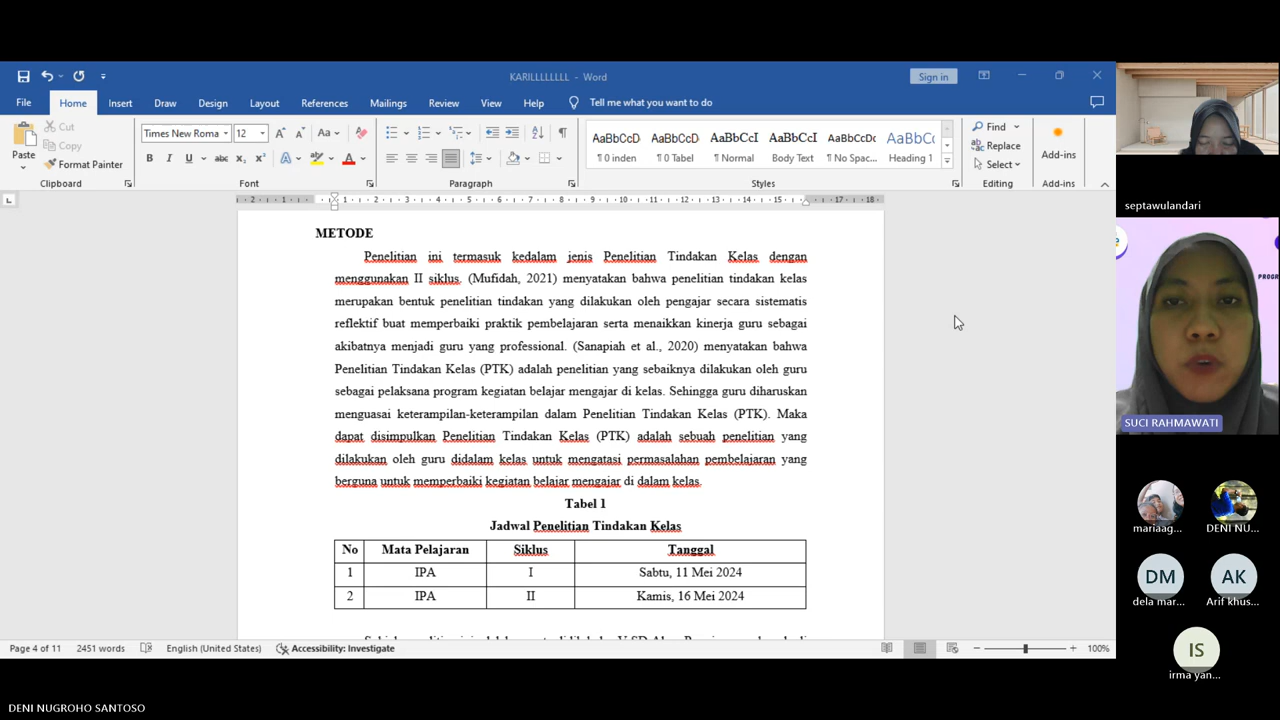 KARILLLLLLLL - Word
Sign in
File Home Insert Draw Design Layout References Mailings Review View Help Tell me what you want to do
Paste
Cut
Copy
Format Painter
Clipboard
Times New Roma 12
Font
Paragraph
AaBbCcD AaBbCcD AaBbCcI AaBbCcI AaBbCcDc AaBbC
¶ 0 inden ¶ 0 Tabel ¶ Normal Body Text ¶ No Spac... Heading 1
Styles
Find
Replace
Select
Editing
Add-ins
Add-ins
METODE
Penelitian ini termasuk kedalam jenis Penelitian Tindakan Kelas dengan
menggunakan II siklus. (Mufidah, 2021) menyatakan bahwa penelitian tindakan kelas
merupakan bentuk penelitian tindakan yang dilakukan oleh pengajar secara sistematis
reflektif buat memperbaiki praktik pembelajaran serta menaikkan kinerja guru sebagai
akibatnya menjadi guru yang professional. (Sanapiah et al., 2020) menyatakan bahwa
Penelitian Tindakan Kelas (PTK) adalah penelitian yang sebaiknya dilakukan oleh guru
sebagai pelaksana program kegiatan belajar mengajar di kelas. Sehingga guru diharuskan
menguasai keterampilan-keterampilan dalam Penelitian Tindakan Kelas (PTK). Maka
dapat disimpulkan Penelitian Tindakan Kelas (PTK) adalah sebuah penelitian yang
dilakukan oleh guru didalam kelas untuk mengatasi permasalahan pembelajaran yang
berguna untuk memperbaiki kegiatan belajar mengajar di dalam kelas.
Tabel 1
Jadwal Penelitian Tindakan Kelas
No Mata Pelajaran Siklus Tanggal
1 IPA I Sabtu, 11 Mei 2024
2 IPA II Kamis, 16 Mei 2024
Page 4 of 11 2451 words English (United States) Accessibility: Investigate 100%
septawulandari
SUCI RAHMAWATI
mariaag... DENI NU...
DM AK
dela mar... Arif khus...
IS
irma yan...
DENI NUGROHO SANTOSO